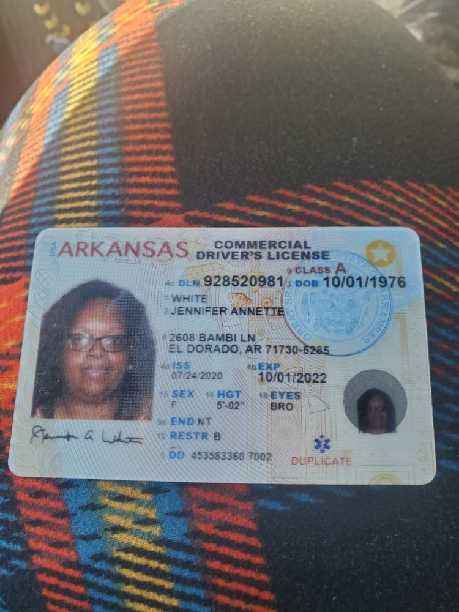 USA ARKANSAS COMMERCIAL
DRIVER'S LICENSE
9 CLASS A
4d DLN 928520981 3 DOB 10/01/1976
1 WHITE
2 JENNIFER ANNETTE
8 2608 BAMBI LN
EL DORADO, AR 71730-5265
4a ISS 4b EXP
07/24/2020 10/01/2022
15 SEX 16 HGT 18 EYES
F 5'-02" BRO
9a END NT
12 RESTR B
5 DD 453583360 7002
DUPLICATE